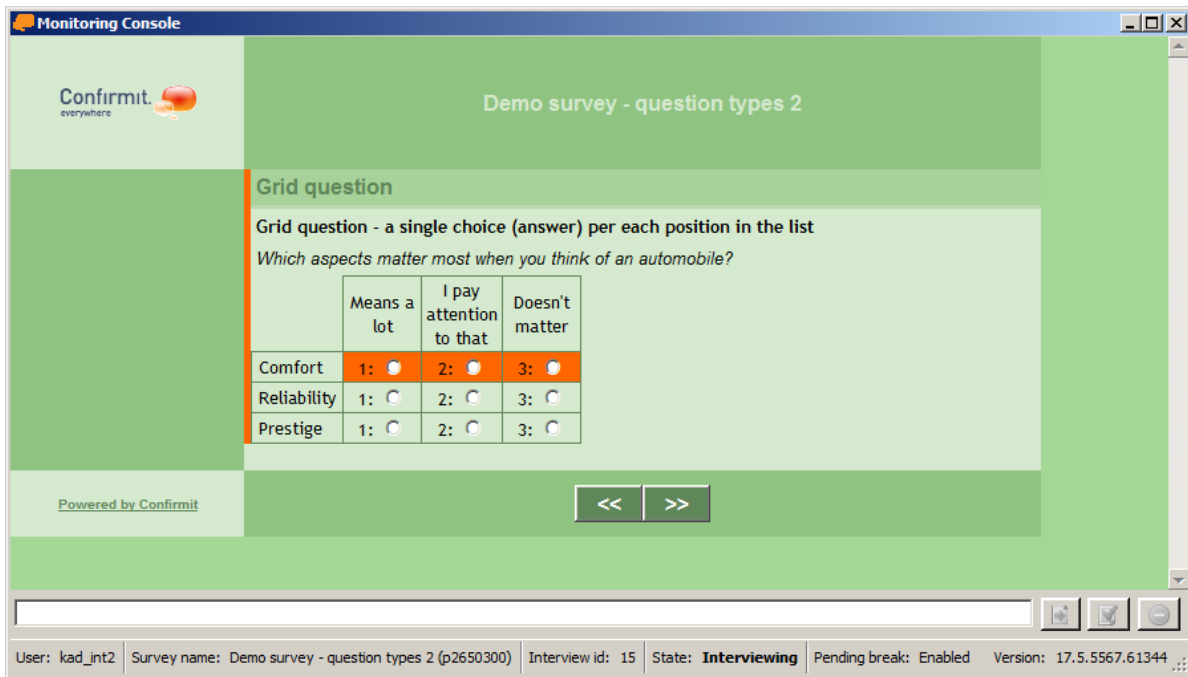 Monitoring Console
Confirmit.
everywhere
Demo survey - question types 2
Grid question
Grid question - a single choice (answer) per each position in the list
Which aspects matter most when you think of an automobile?
Means a lot
I pay attention to that
Doesn't matter
Comfort 1: 2: 3:
Reliability 1: 2: 3:
Prestige 1: 2: 3:
Powered by Confirmit
<< >>
User: kad_int2 Survey name: Demo survey - question types 2 (p2650300) Interview id: 15 State: Interviewing Pending break: Enabled Version: 17.5.5567.61344